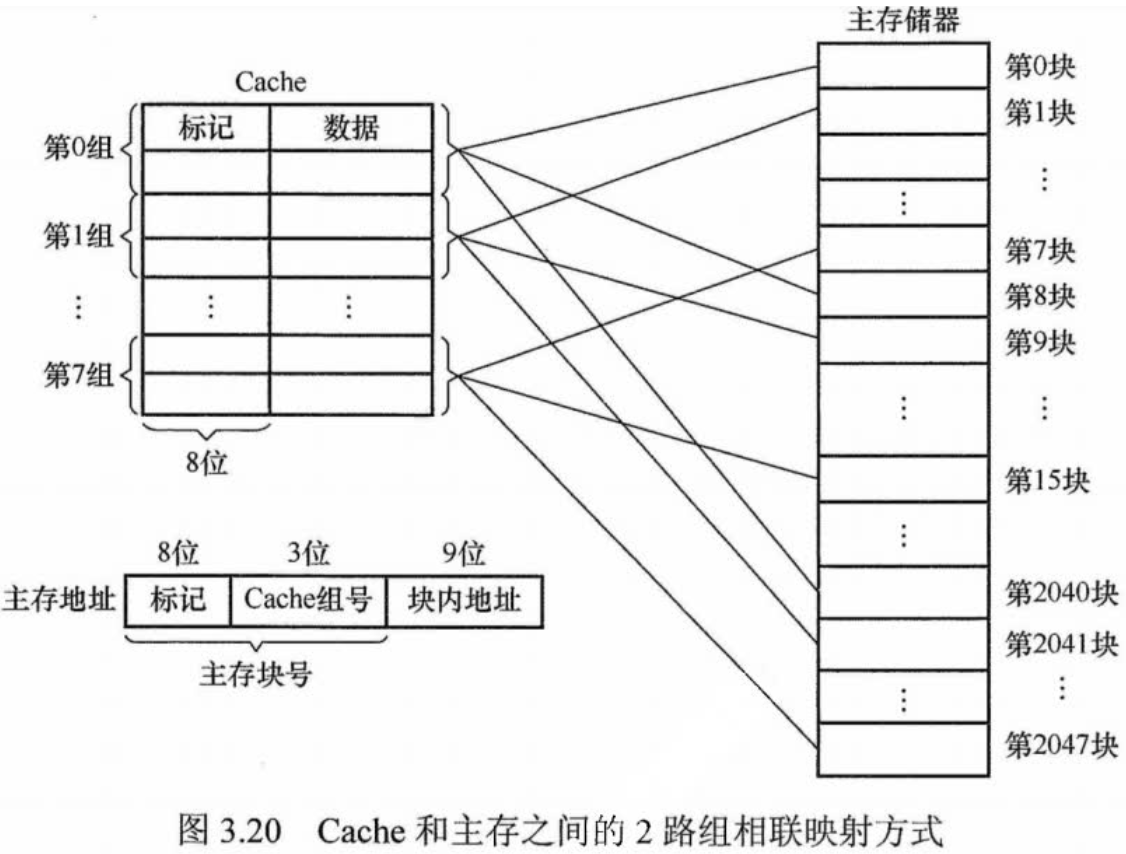 主存储器
第0块
Cache
标记 数据
第0组
第1块
⋮
⋮
第1组
第7块
第8块
⋮ ⋮ ⋮
第9块
第7组
⋮ ⋮
8位
第15块
⋮
8位 3位 9位
主存地址 标记 Cache组号 块内地址
第2040块
主存块号
第2041块
⋮ ⋮
第2047块
图 3.20 Cache 和主存之间的 2 路组相联映射方式